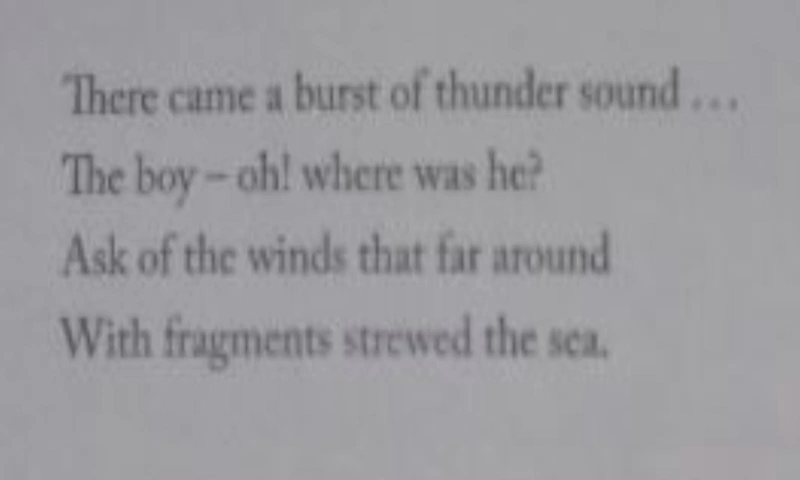 There came a burst of thunder sound ...
The boy – oh! where was he?
Ask of the winds that far around
With fragments strewed the sea.